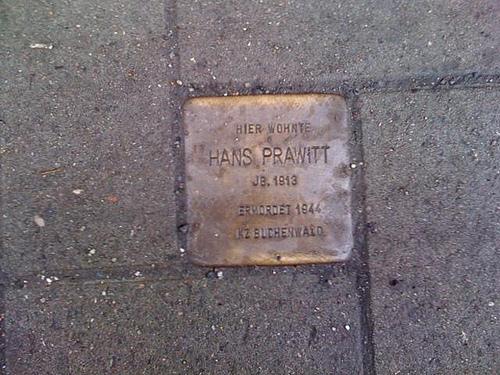 HIER WOHNTE
HANS PRAWITT
JG. 1913
ERMORDET 1944
KZ BUCHENWALD